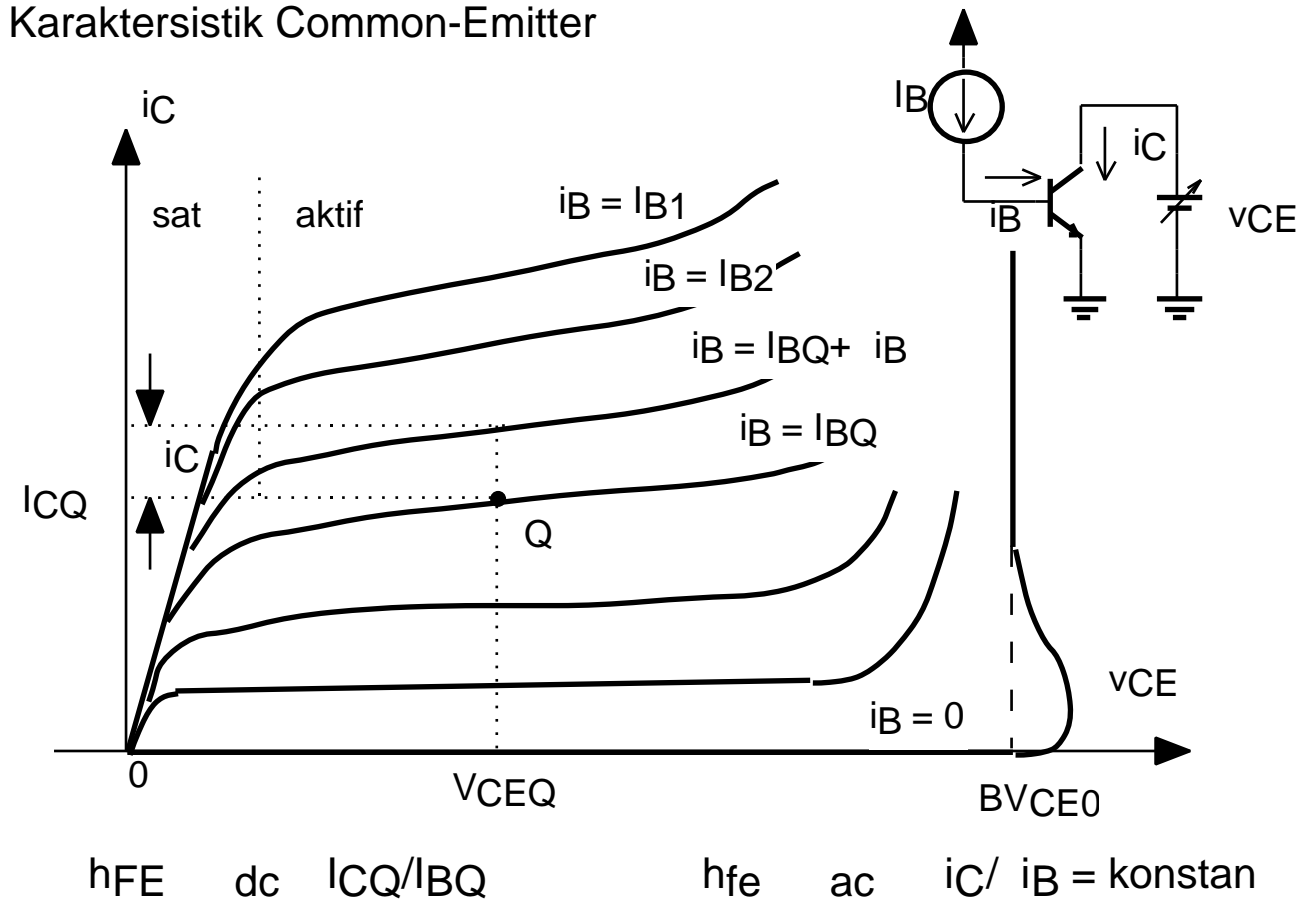 Karaktersistik Common-Emitter
iC
IB
iC
iB
vCE
sat aktif
iB = IB1
iB = IB2
iB = IBQ+ iB
iB = IBQ
iC
ICQ
Q
vCE
iB = 0
0
VCEQ
BVCE0
hFE dc ICQ/IBQ hfe ac iC/ iB = konstan